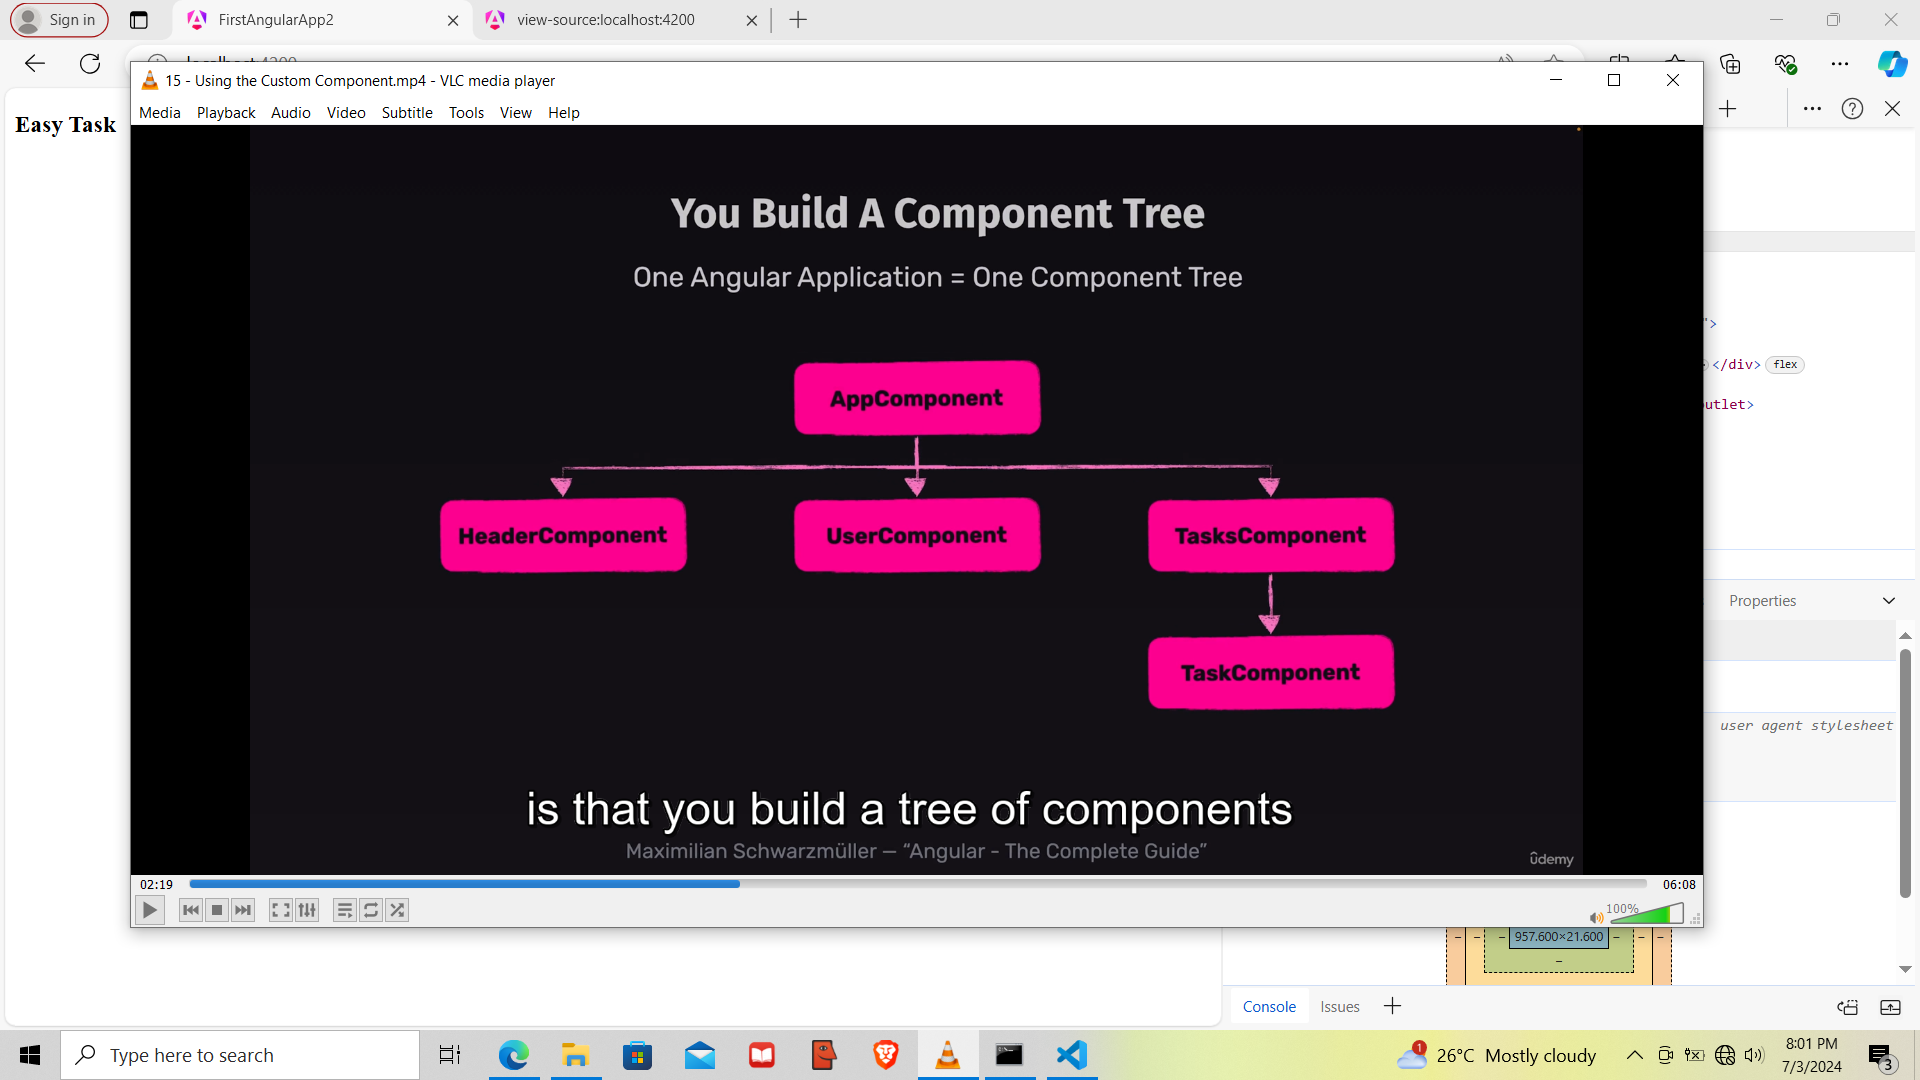 Sign in
FirstAngularApp2
view-source:localhost:4200
15 - Using the Custom Component.mp4 - VLC media player
Media Playback Audio Video Subtitle Tools View Help
Easy Task
You Build A Component Tree
One Angular Application = One Component Tree
AppComponent
HeaderComponent
UserComponent
TasksComponent
TaskComponent
is that you build a tree of components
Maximilian Schwarzmüller — “Angular - The Complete Guide”
ûdemy
02:19
06:08
100%
">
</div> flex
outlet>
Properties
user agent stylesheet
957.600×21.600
Console Issues
Type here to search
1
26°C Mostly cloudy
8:01 PM
7/3/2024
3